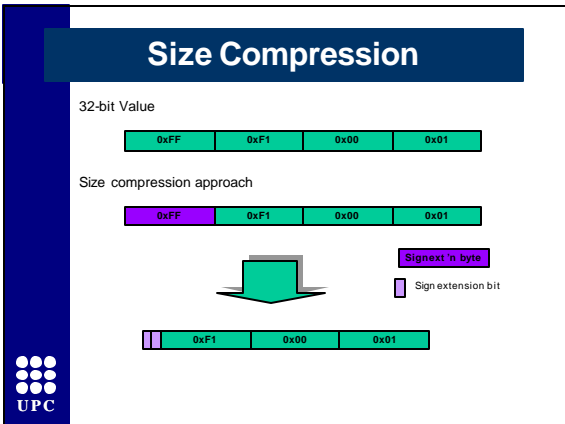 Size Compression
32-bit Value
0xFF 0xF1 0x00 0x01
Size compression approach
0xFF 0xF1 0x00 0x01
Signext 'n byte
Sign extension bit
0xF1 0x00 0x01
UPC